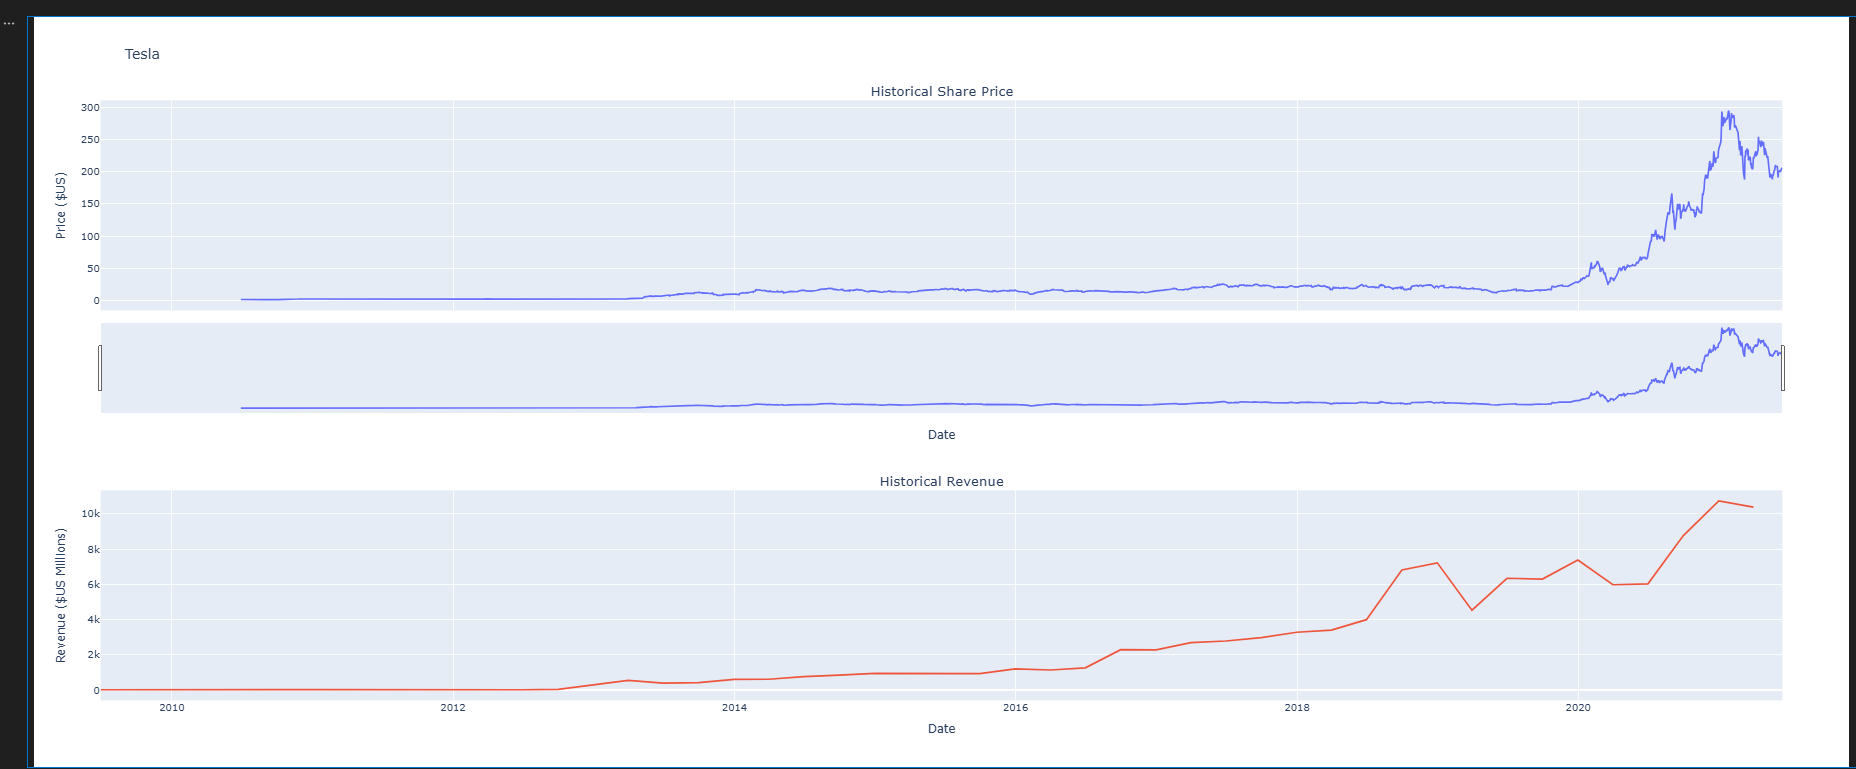 ...
Tesla
Historical Share Price
300
250
200
150
100
50
0
Price ($US)
Date
Historical Revenue
10k
8k
6k
4k
2k
0
Revenue ($US Millions)
2010 2012 2014 2016 2018 2020
Date